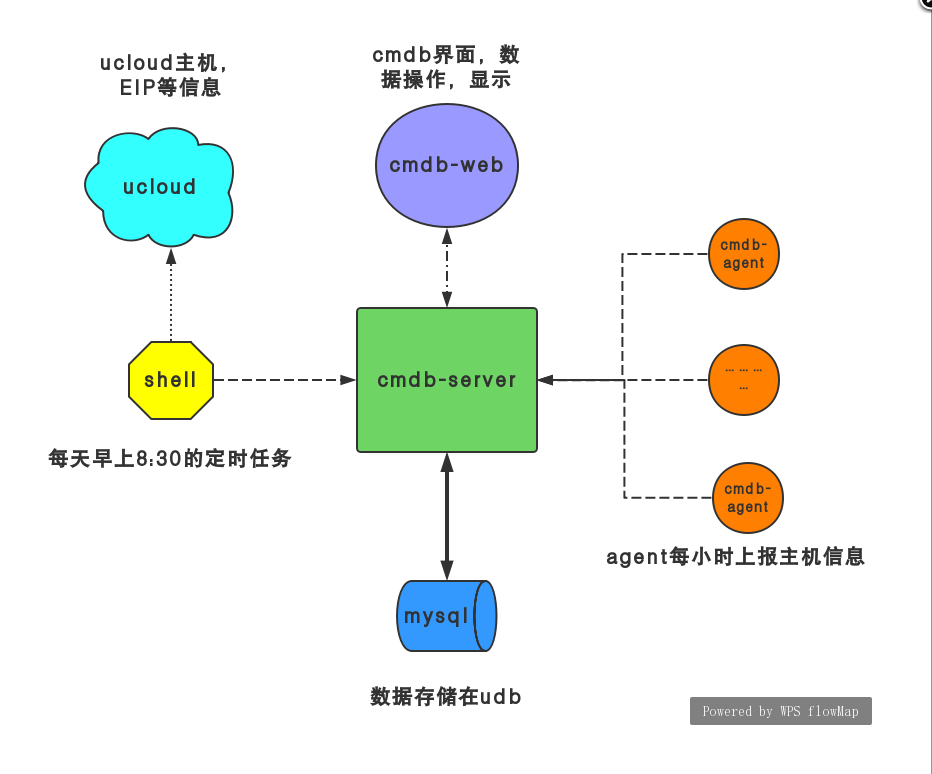 ucloud主机，
EIP等信息
cmdb界面，数
据操作，显示
ucloud
cmdb-web
cmdb-
agent
shell
cmdb-server
... ... ...
...
每天早上8:30的定时任务
cmdb-
agent
agent每小时上报主机信息
mysql
数据存储在udb
Powered by WPS flowMap